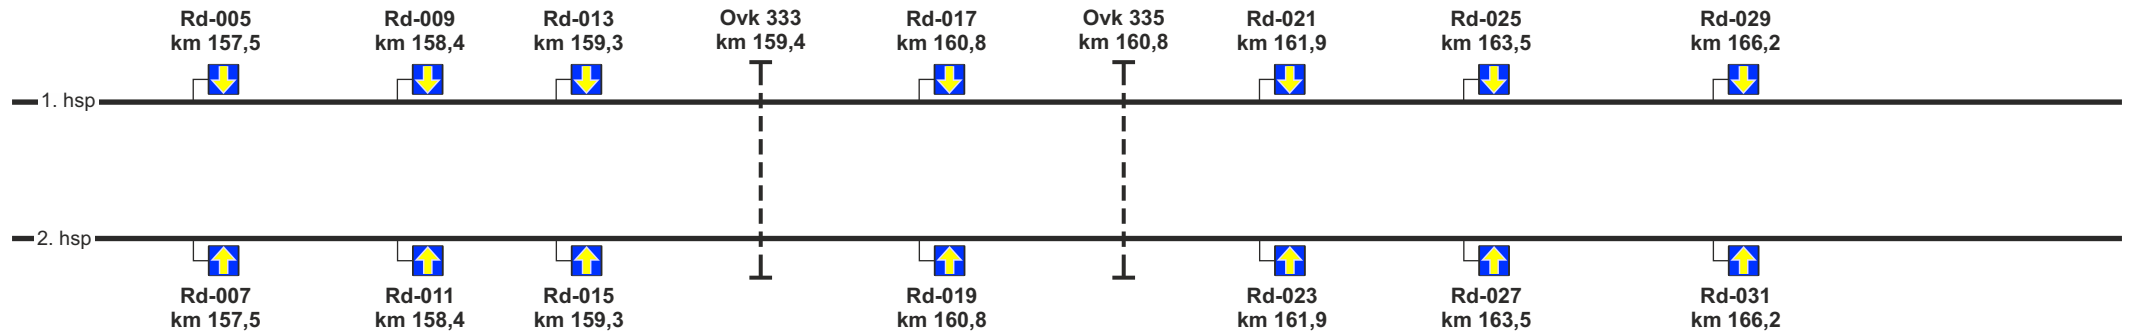 Rd-005
km 157,5
Rd-009
km 158,4
Rd-013
km 159,3
Ovk 333
km 159,4
Rd-017
km 160,8
Ovk 335
km 160,8
Rd-021
km 161,9
Rd-025
km 163,5
Rd-029
km 166,2
1. hsp
2. hsp
Rd-007
km 157,5
Rd-011
km 158,4
Rd-015
km 159,3
Rd-019
km 160,8
Rd-023
km 161,9
Rd-027
km 163,5
Rd-031
km 166,2